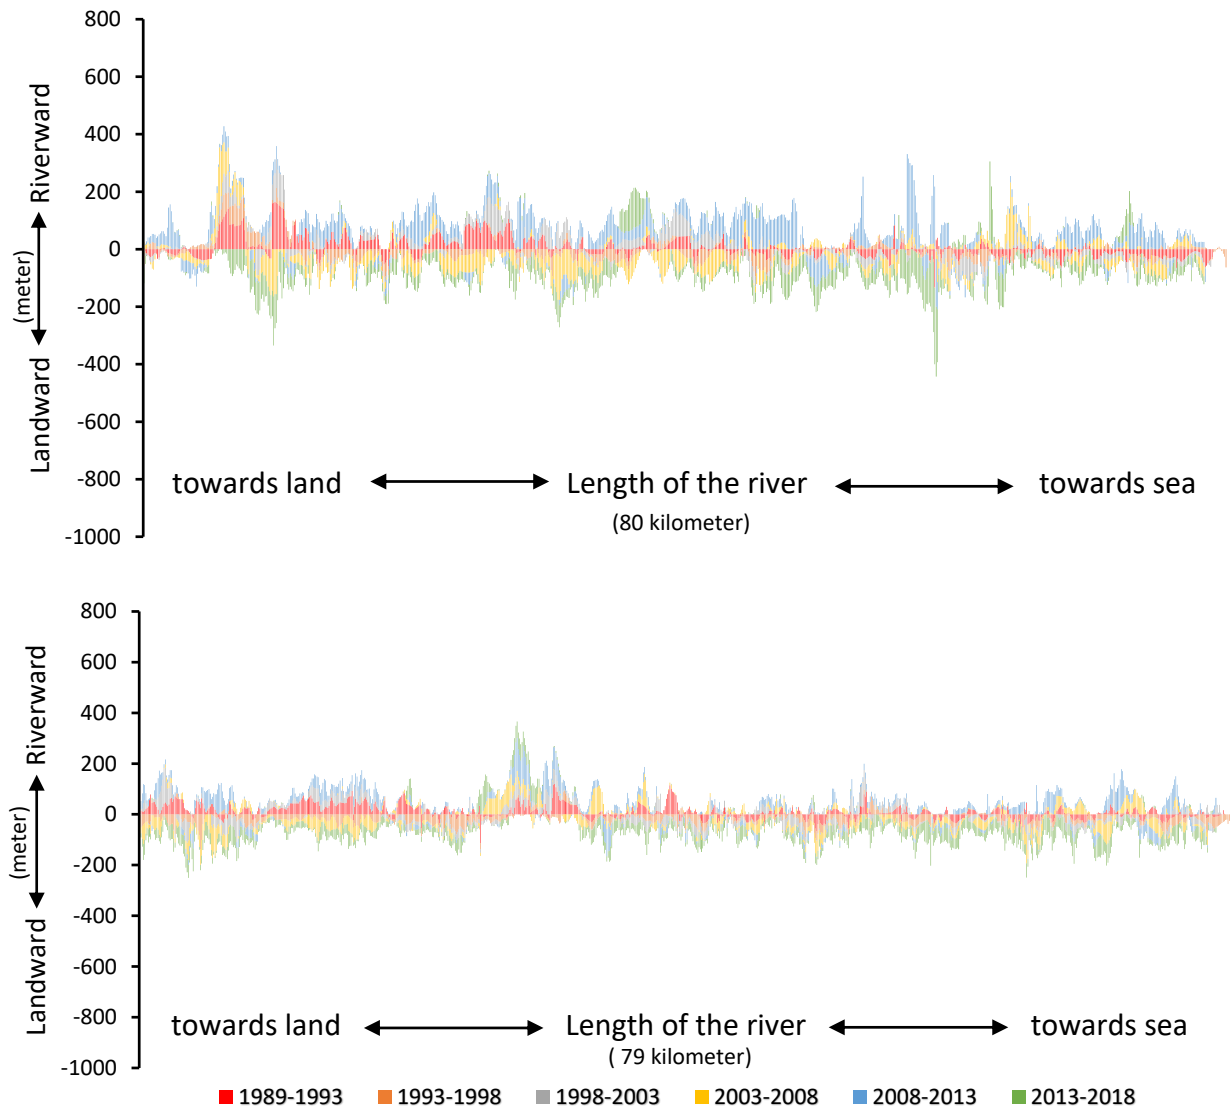 800
600
400
200
0
-200
-400
-600
-800
-1000
Landward
(meter)
Riverward
towards land
Length of the river
towards sea
(80 kilometer)
800
600
400
200
0
-200
-400
-600
-800
-1000
Landward
(meter)
Riverward
towards land
Length of the river
towards sea
( 79 kilometer)
1989-1993 1993-1998 1998-2003 2003-2008 2008-2013 2013-2018